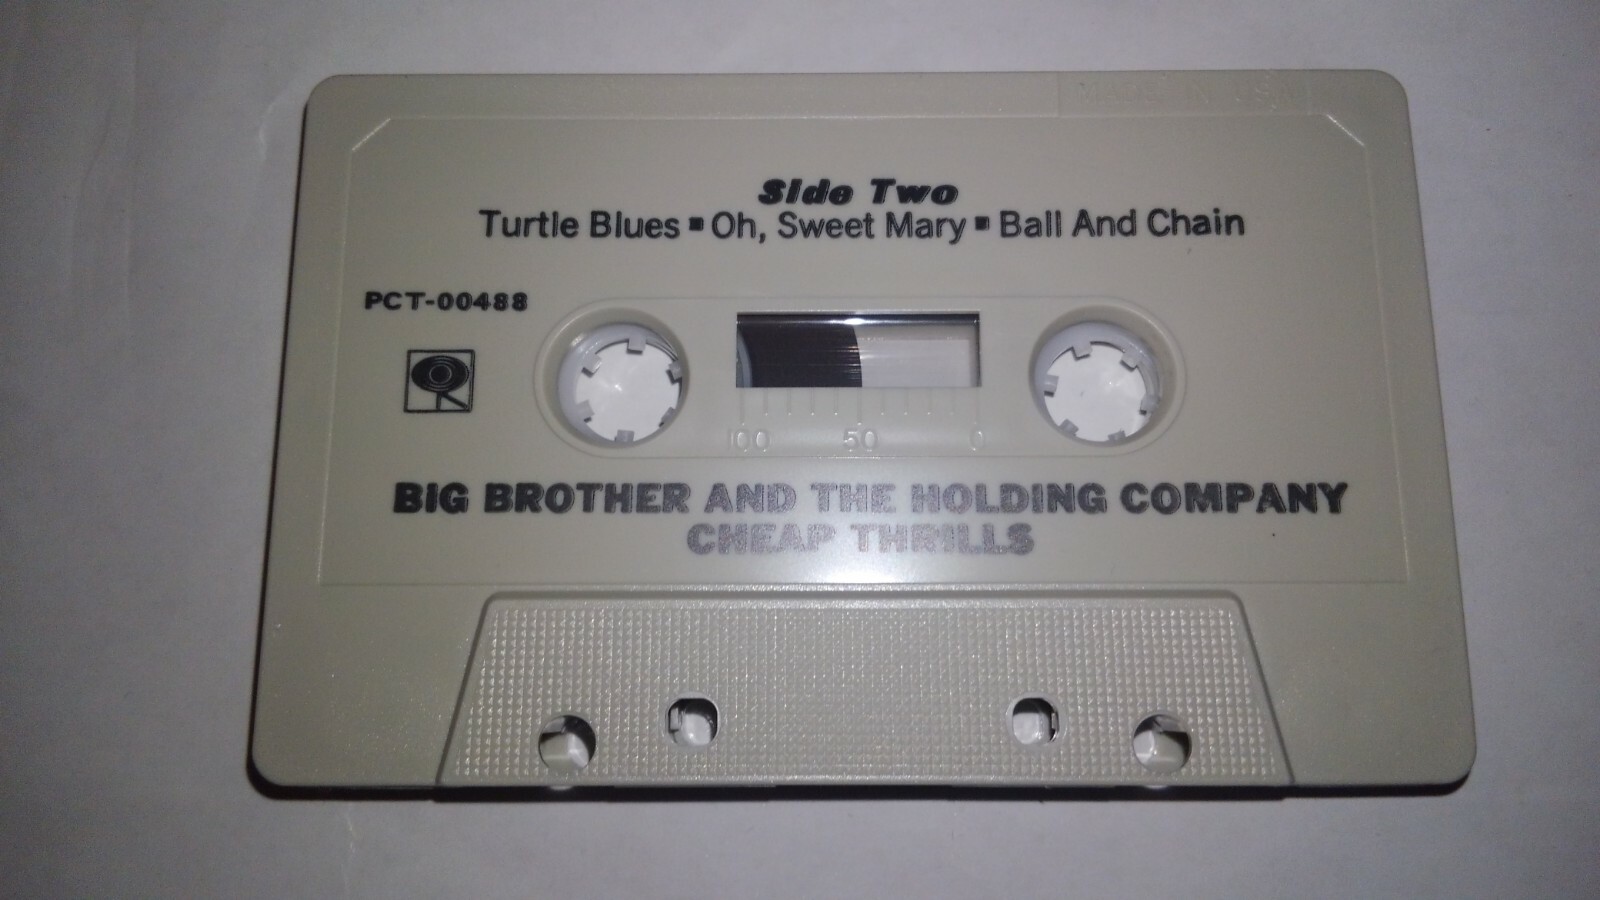 MADE IN USA
Side Two
Turtle Blues ▪ Oh, Sweet Mary ▪ Ball And Chain
PCT-00488
100 50 0
BIG BROTHER AND THE HOLDING COMPANY
CHEAP THRILLS